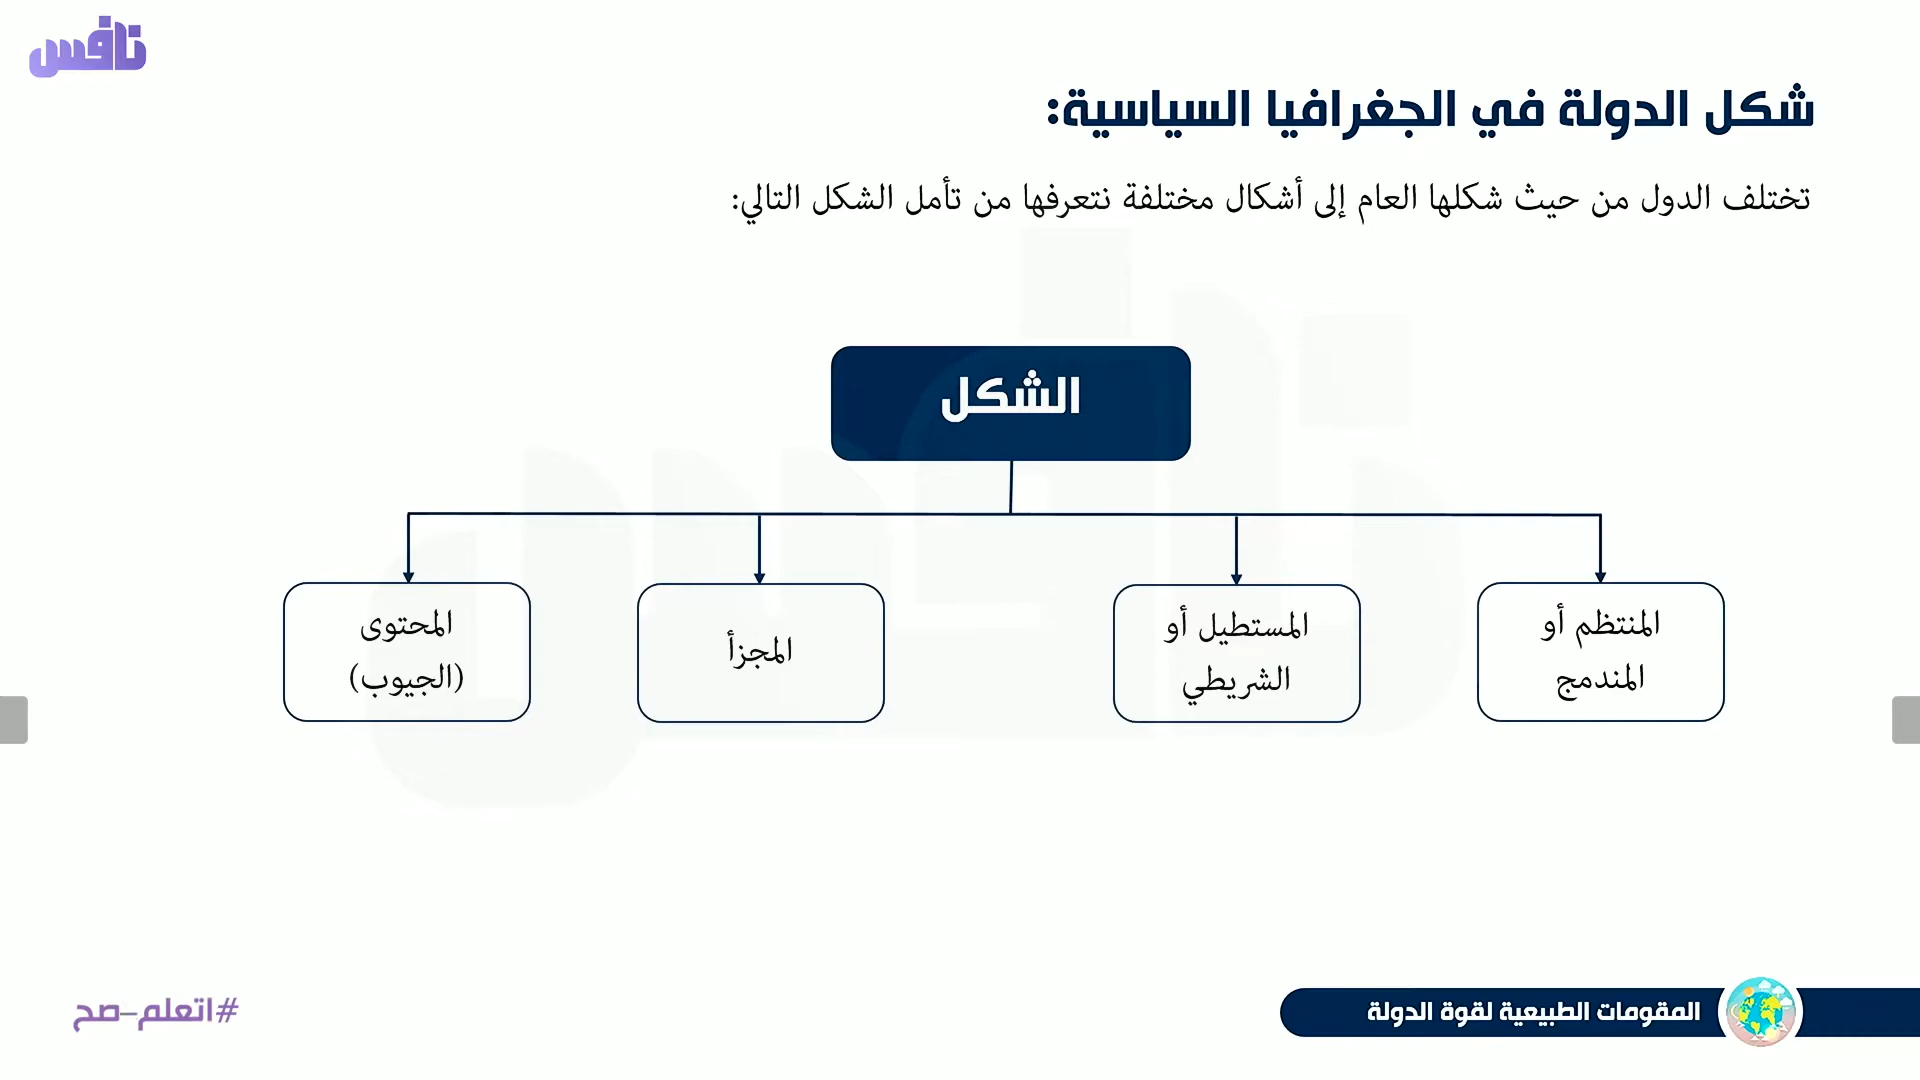 نافس
شكل الدولة في الجغرافيا السياسية:
تختلف الدول من حيث شكلها العام إلى أشكال مختلفة نتعرفها من تأمل الشكل التالي:
الشكل
المنتظم أو
المندمج
المستطيل أو
الشريطي
المجزأ
المحتوى
(الجيوب)
المقومات الطبيعية لقوة الدولة
#اتعلم-صح